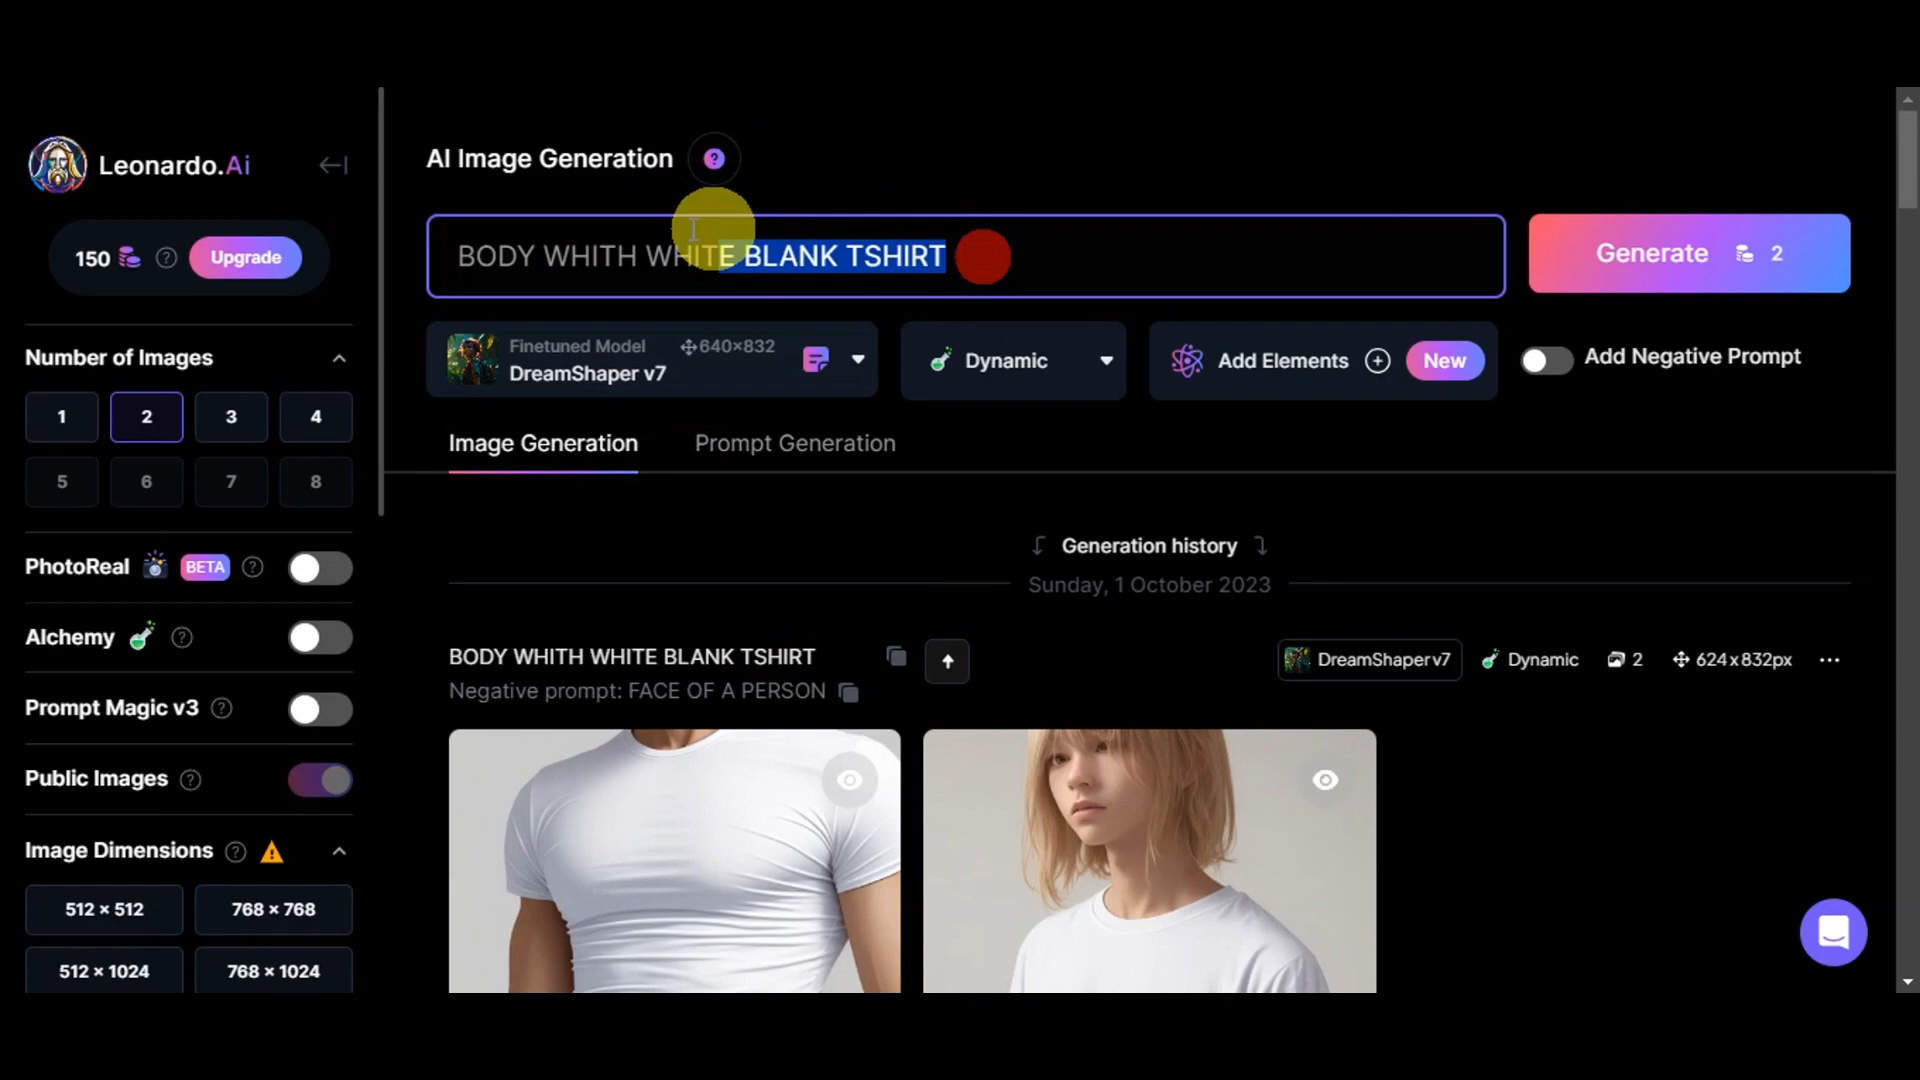 Leonardo.Ai
150
Upgrade
Number of Images
1
2
3
4
5
6
7
8
PhotoReal
BETA
?
Alchemy
?
Prompt Magic v3
?
Public Images
?
Image Dimensions
?
512 × 512
768 × 768
512 × 1024
768 × 1024
AI Image Generation
?
BODY WHITH WHITE BLANK TSHIRT
Generate 2
Finetuned Model
640×832
DreamShaper v7
Dynamic
Add Elements
New
Add Negative Prompt
Image Generation
Prompt Generation
Generation history
Sunday, 1 October 2023
BODY WHITH WHITE BLANK TSHIRT
Negative prompt: FACE OF A PERSON
DreamShaper v7
Dynamic
2
624x832px